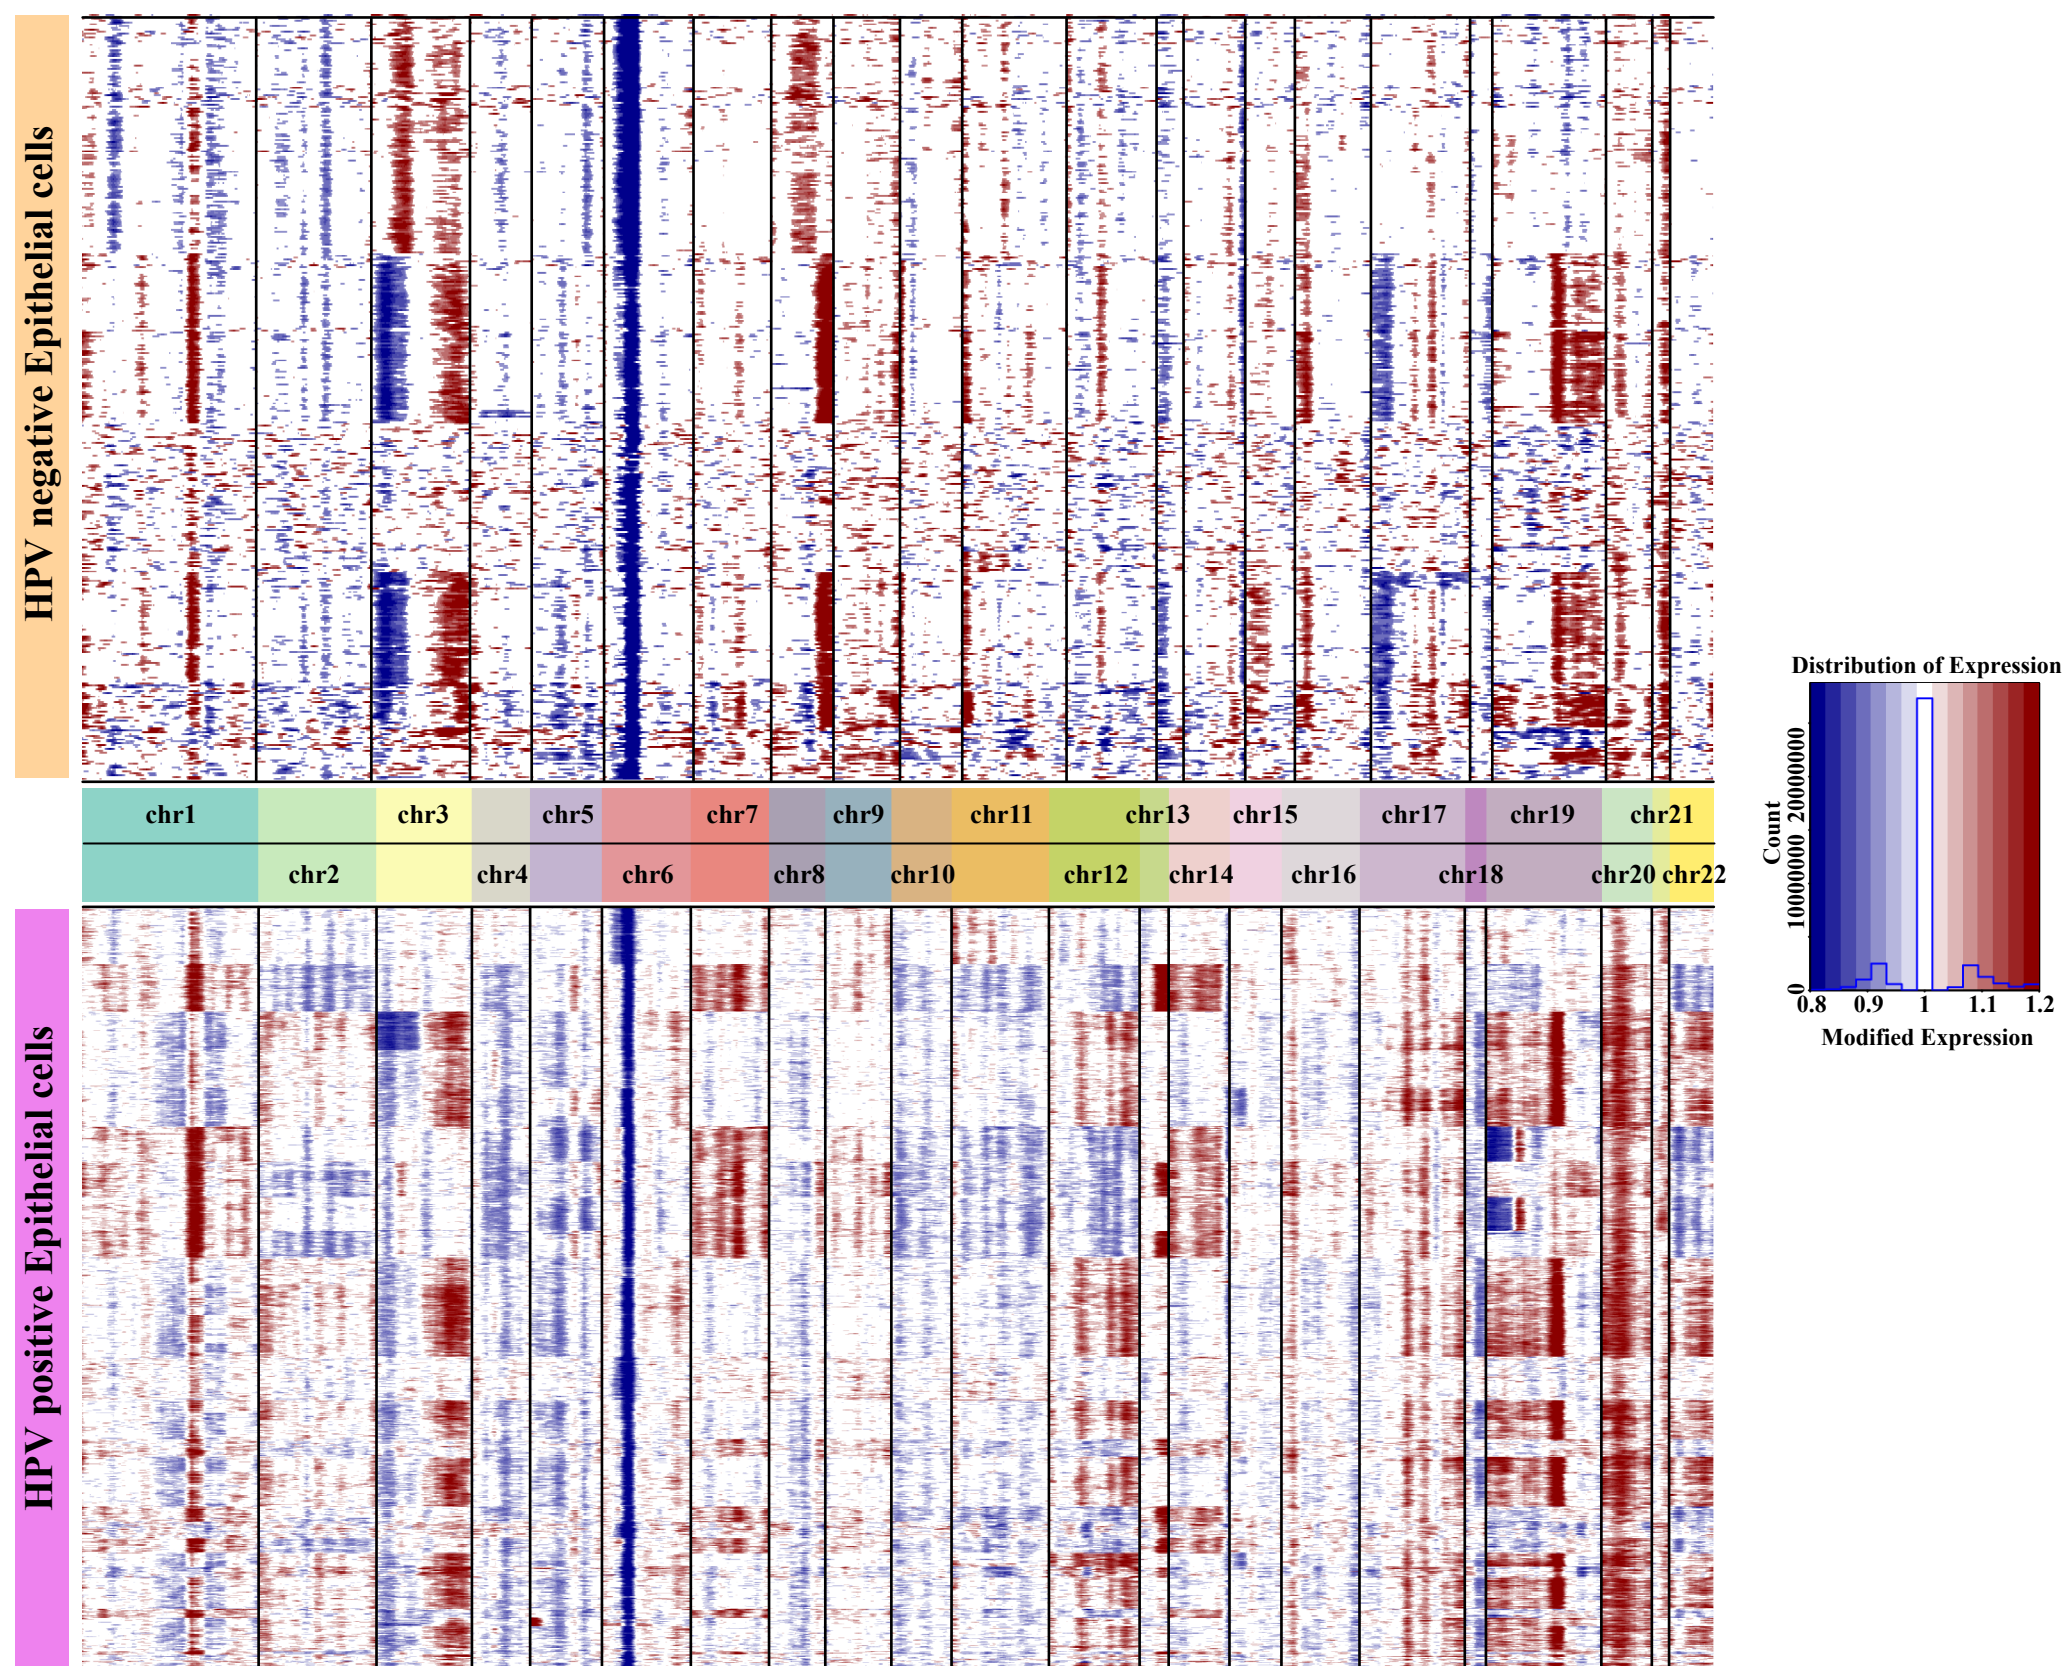 HPV negative Epithelial cells
chr1 chr3 chr5 chr7 chr9 chr11 chr13 chr15 chr17 chr19 chr21
chr2 chr4 chr6 chr8 chr10 chr12 chr14 chr16 chr18 chr20 chr22
HPV positive Epithelial cells
Distribution of Expression
Count
0 10000000 20000000
0.8 0.9 1 1.1 1.2
Modified Expression